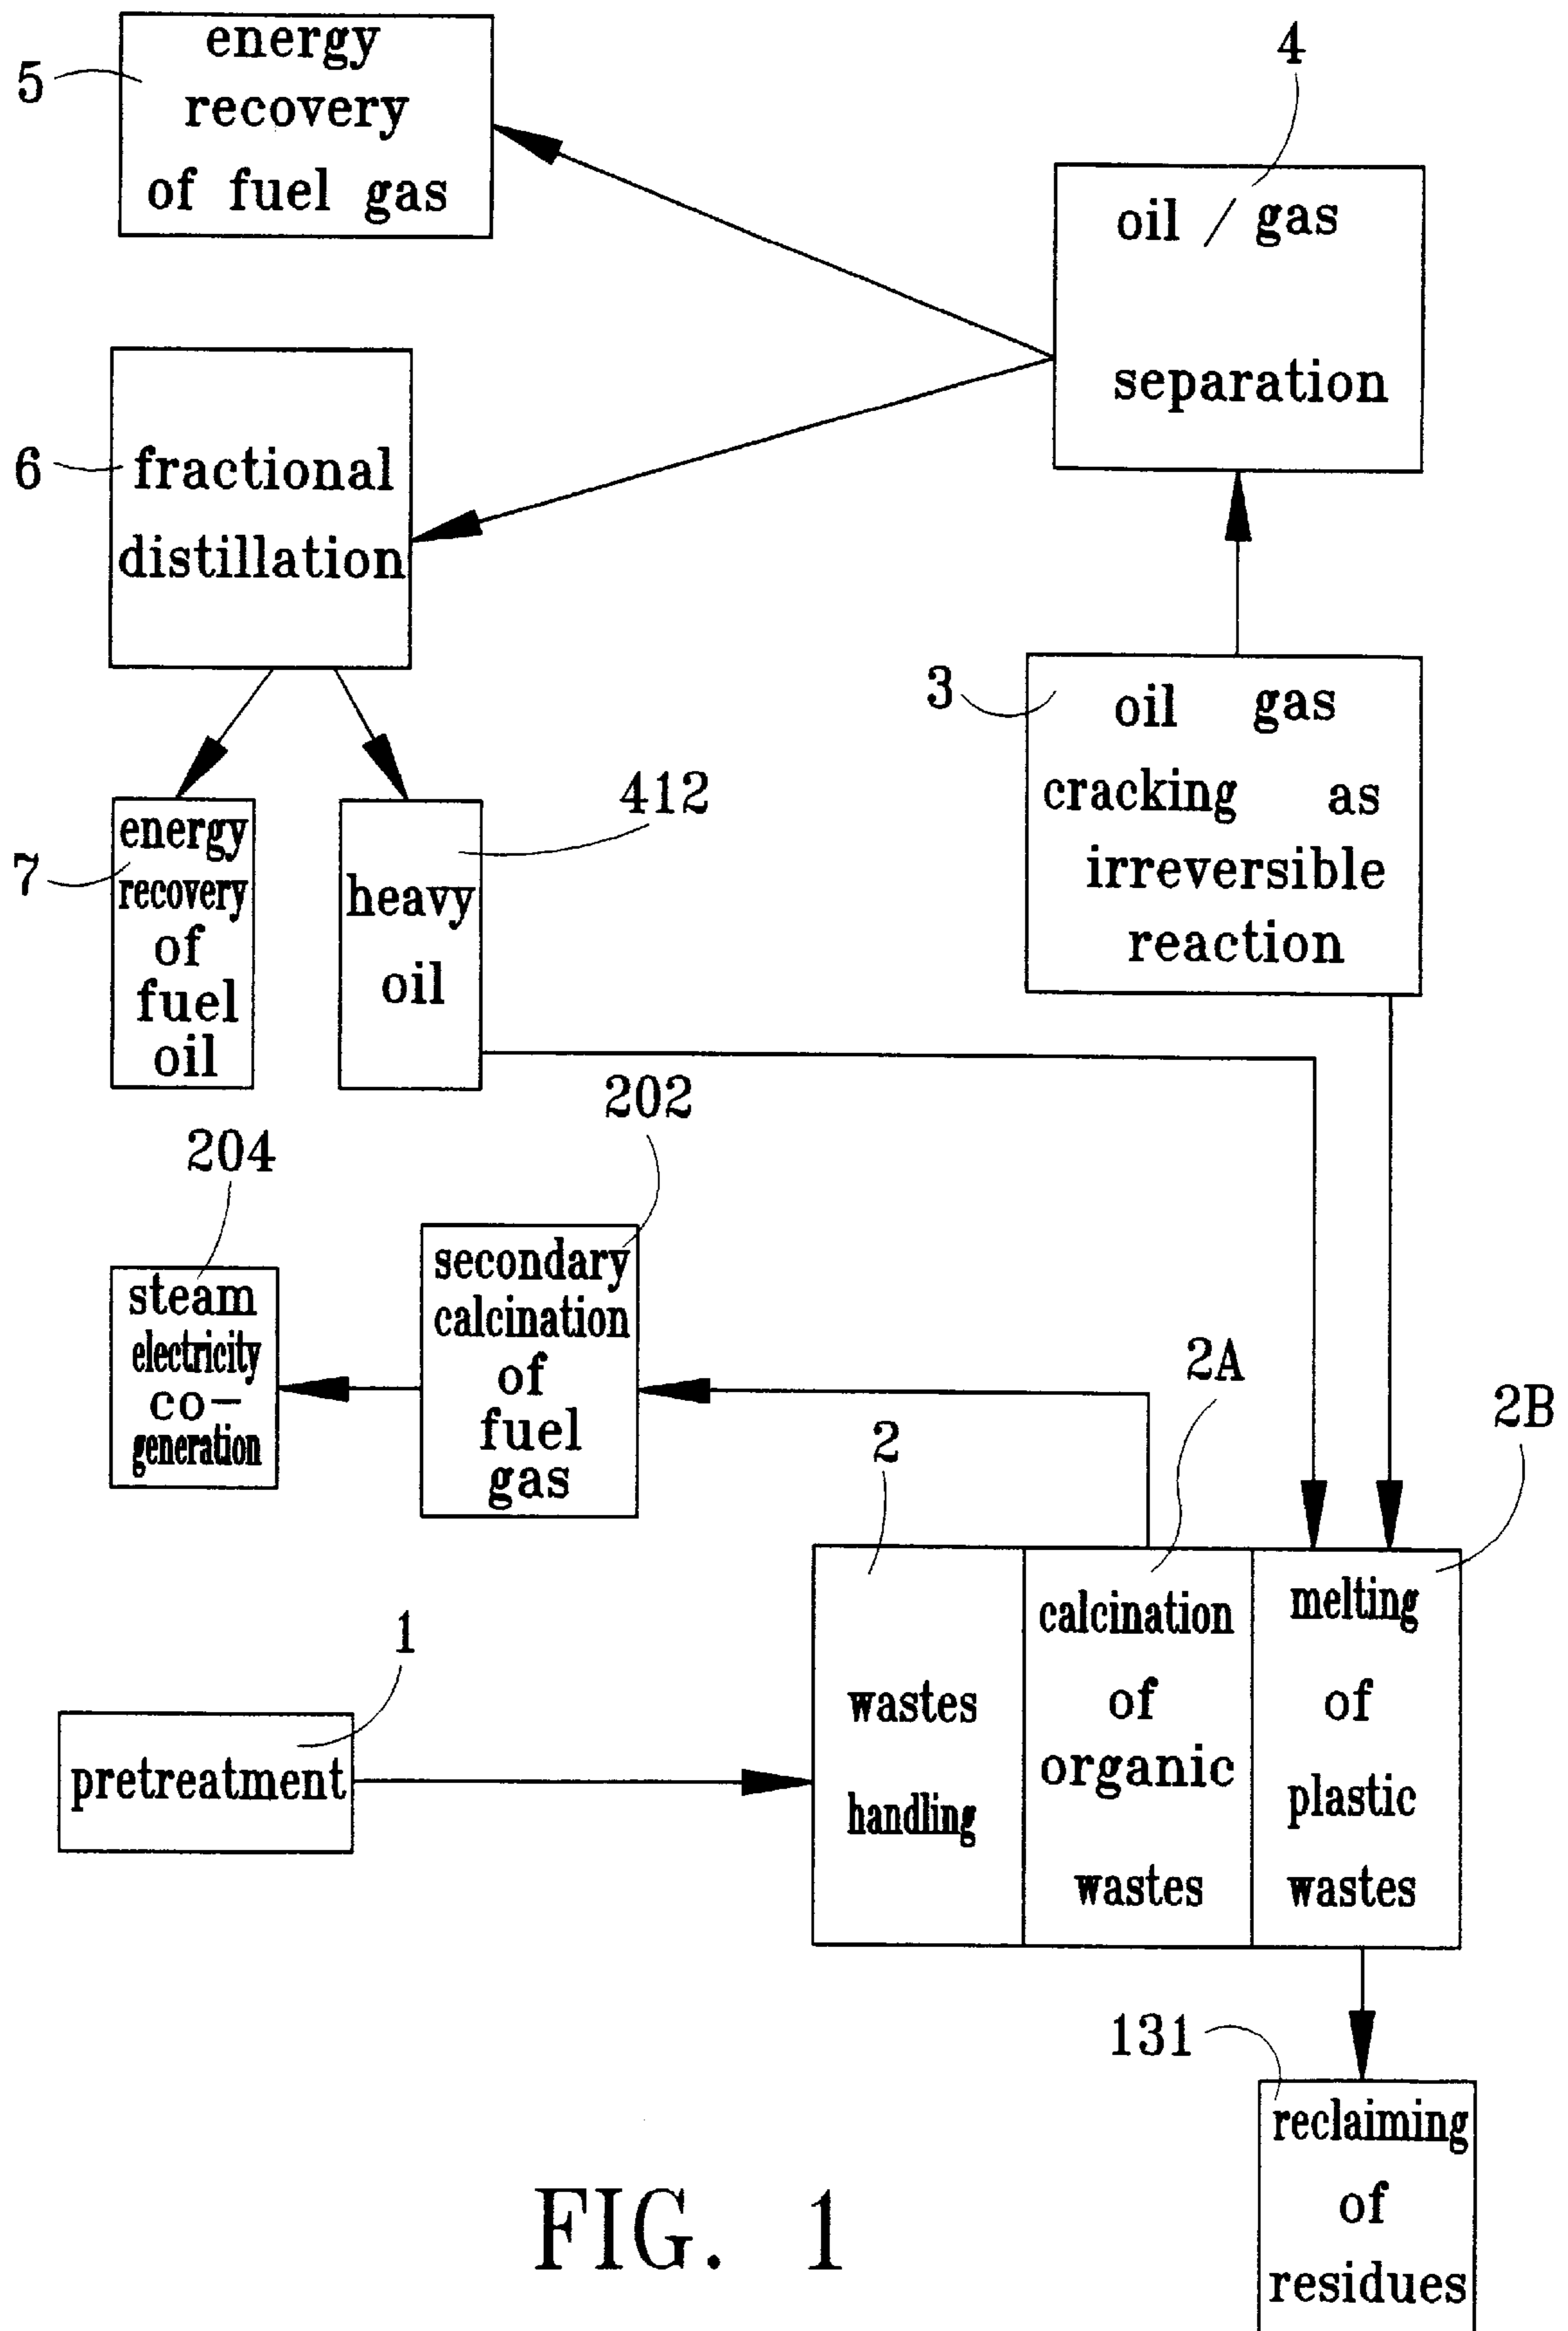 5
energy
recovery
of fuel gas
4
oil / gas
separation
6
fractional
distillation
3
oil gas
cracking as
irreversible
reaction
7
energy
recovery
of
fuel
oil
412
heavy
oil
202
204
steam
electricity
co-
generation
secondary
calcination
of
fuel
gas
2
2A
2B
wastes
handling
calcination
of
organic
wastes
melting
of
plastic
wastes
1
pretreatment
131
reclaiming
of
residues
FIG. 1